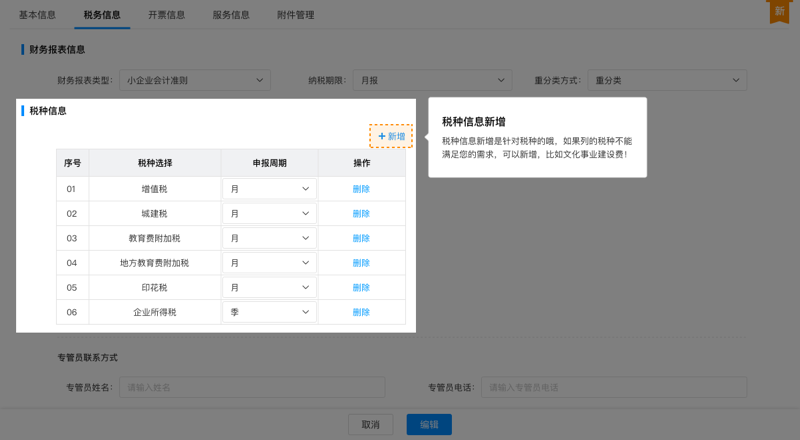 基本信息 税务信息 开票信息 服务信息 附件管理
新
财务报表信息
财务报表类型： 小企业会计准则 纳税期限： 月报 重分类方式： 重分类
税种信息
+ 新增
税种信息新增
税种信息新增是针对税种的哦，如果列的税种不能
满足您的需求，可以新增，比如文化事业建设费！
序号 税种选择 申报周期 操作
01 增值税 月 删除
02 城建税 月 删除
03 教育费附加税 月 删除
04 地方教育费附加税 月 删除
05 印花税 月 删除
06 企业所得税 季 删除
专管员联系方式
专管员姓名： 请输入姓名 专管员电话： 请输入专管员电话
取消 编辑